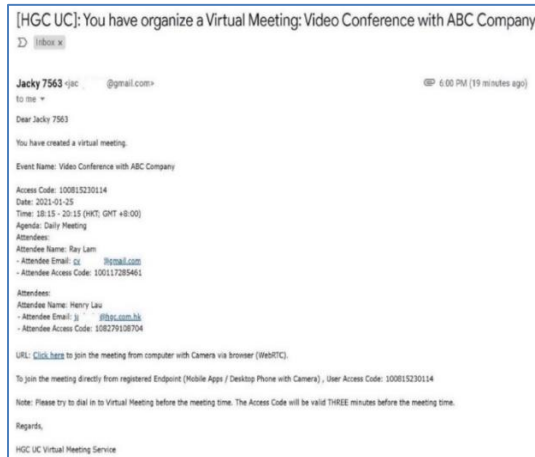 [HGC UC]: You have organize a Virtual Meeting: Video Conference with ABC Company
Inbox x
Jacky 7563 <jac @gmail.com> 6:00 PM (19 minutes ago)
to me
Dear Jacky 7563
You have created a virtual meeting.
Event Name: Video Conference with ABC Company
Access Code: 100815230114
Date: 2021-01-25
Time: 18:15 - 20:15 (HKT; GMT +8:00)
Agenda: Daily Meeting
Attendees:
Attendee Name: Ray Lam
- Attendee Email: @gmail.com
- Attendee Access Code: 100117285461
Attendees:
Attendee Name: Henry Lau
- Attendee Email: @hgc.com.hk
- Attendee Access Code: 108279108704
URL: Click here to join the meeting from computer with Camera via browser (WebRTC).
To join the meeting directly from registered Endpoint (Mobile Apps / Desktop Phone with Camera) , User Access Code: 100815230114
Note: Please try to dial in to Virtual Meeting before the meeting time. The Access Code will be valid THREE minutes before the meeting time.
Regards,
HGC UC Virtual Meeting Service